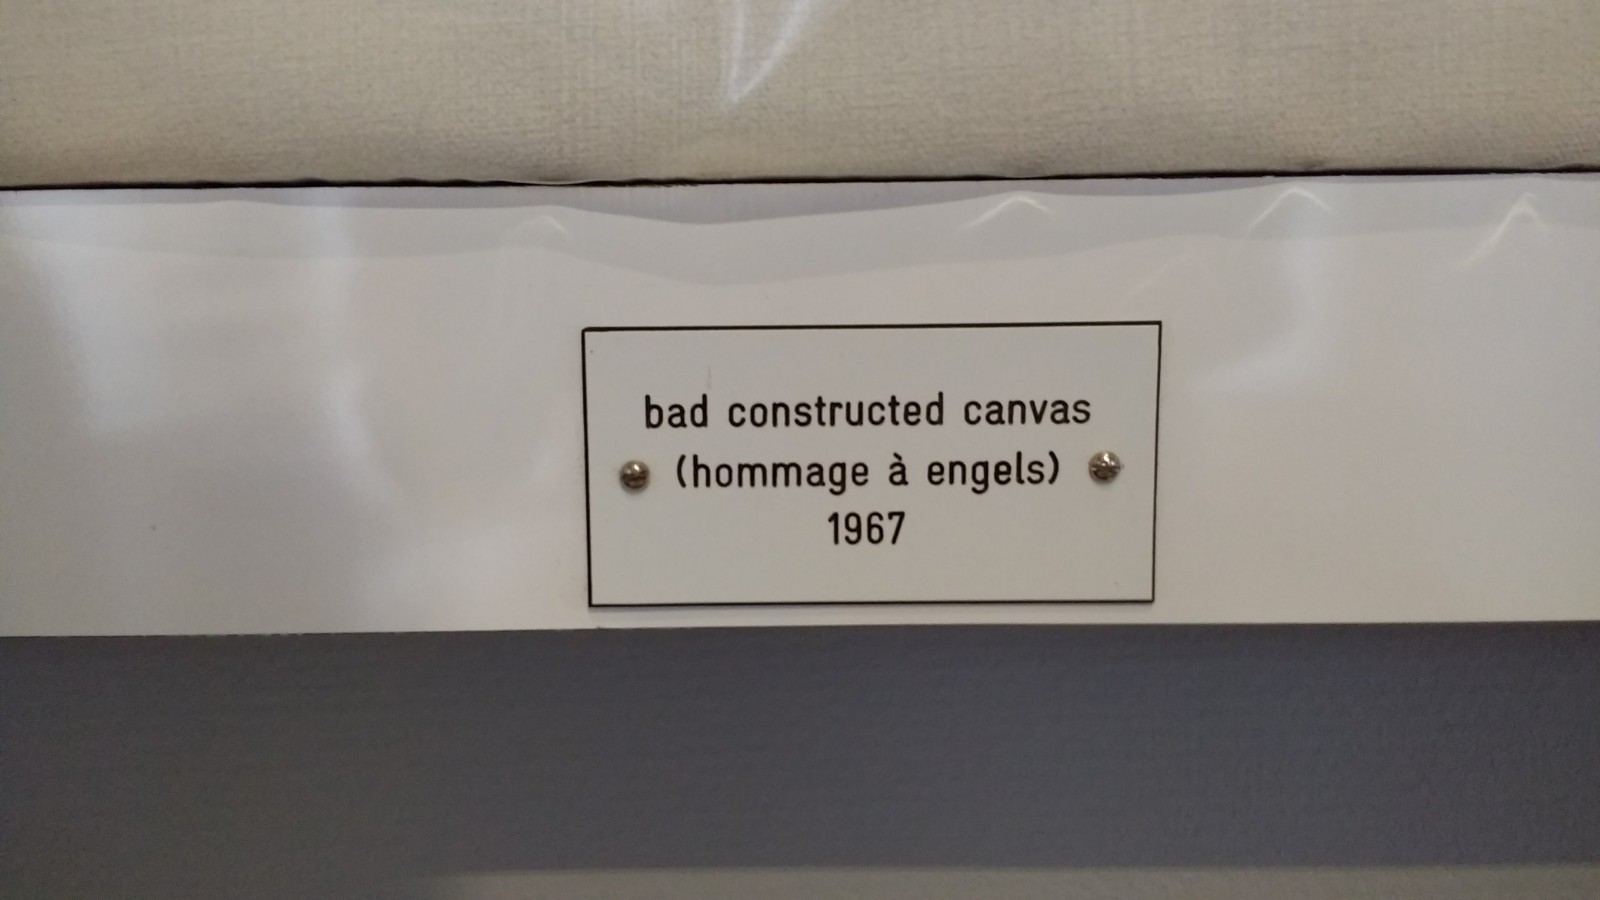 bad constructed canvas
(hommage à engels)
1967